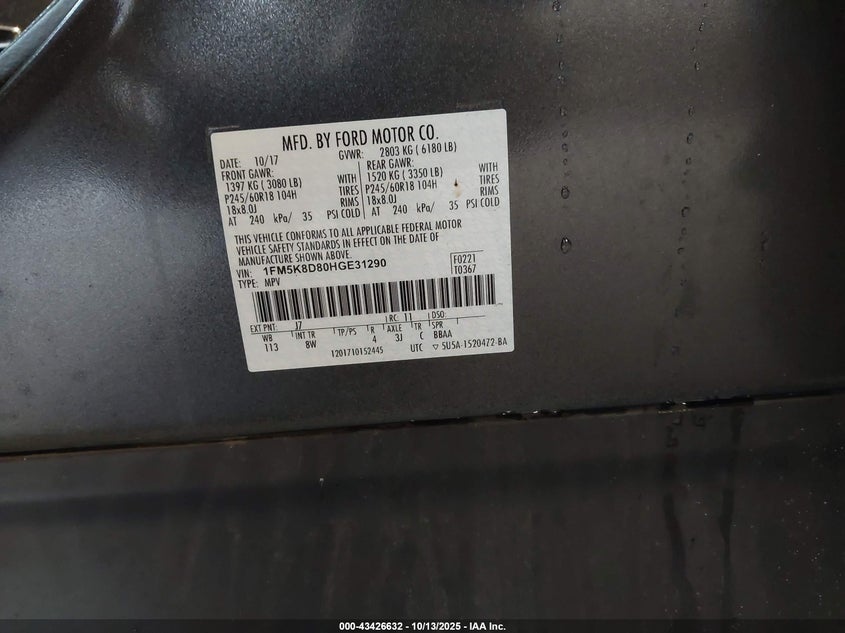 MFD. BY FORD MOTOR CO.
DATE: 10/17 GVWR: 2803 KG ( 6180 LB)
FRONT GAWR: REAR GAWR:
1397 KG ( 3080 LB) WITH 1520 KG ( 3350 LB) WITH
P245/60R18 104H TIRES P245/60R18 104H TIRES
18x8.0J RIMS 18x8.0J RIMS
AT 240 kPa/ 35 PSI COLD AT 240 kPa/ 35 PSI COLD
THIS VEHICLE CONFORMS TO ALL APPLICABLE FEDERAL MOTOR
VEHICLE SAFETY STANDARDS IN EFFECT ON THE DATE OF
MANUFACTURE SHOWN ABOVE.
VIN: 1FM5K8D80HGE31290 F0221
TYPE: MPV T0367
EXT PNT: J7 RC: 11 DSO:
WB INT TR TP/PS R AXLE TR SPR
113 8W 4 3J C BBAA
1201710152445 UTC ▽ 5U5A-1520472-BA
000-43426632 - 10/13/2025 - IAA Inc.